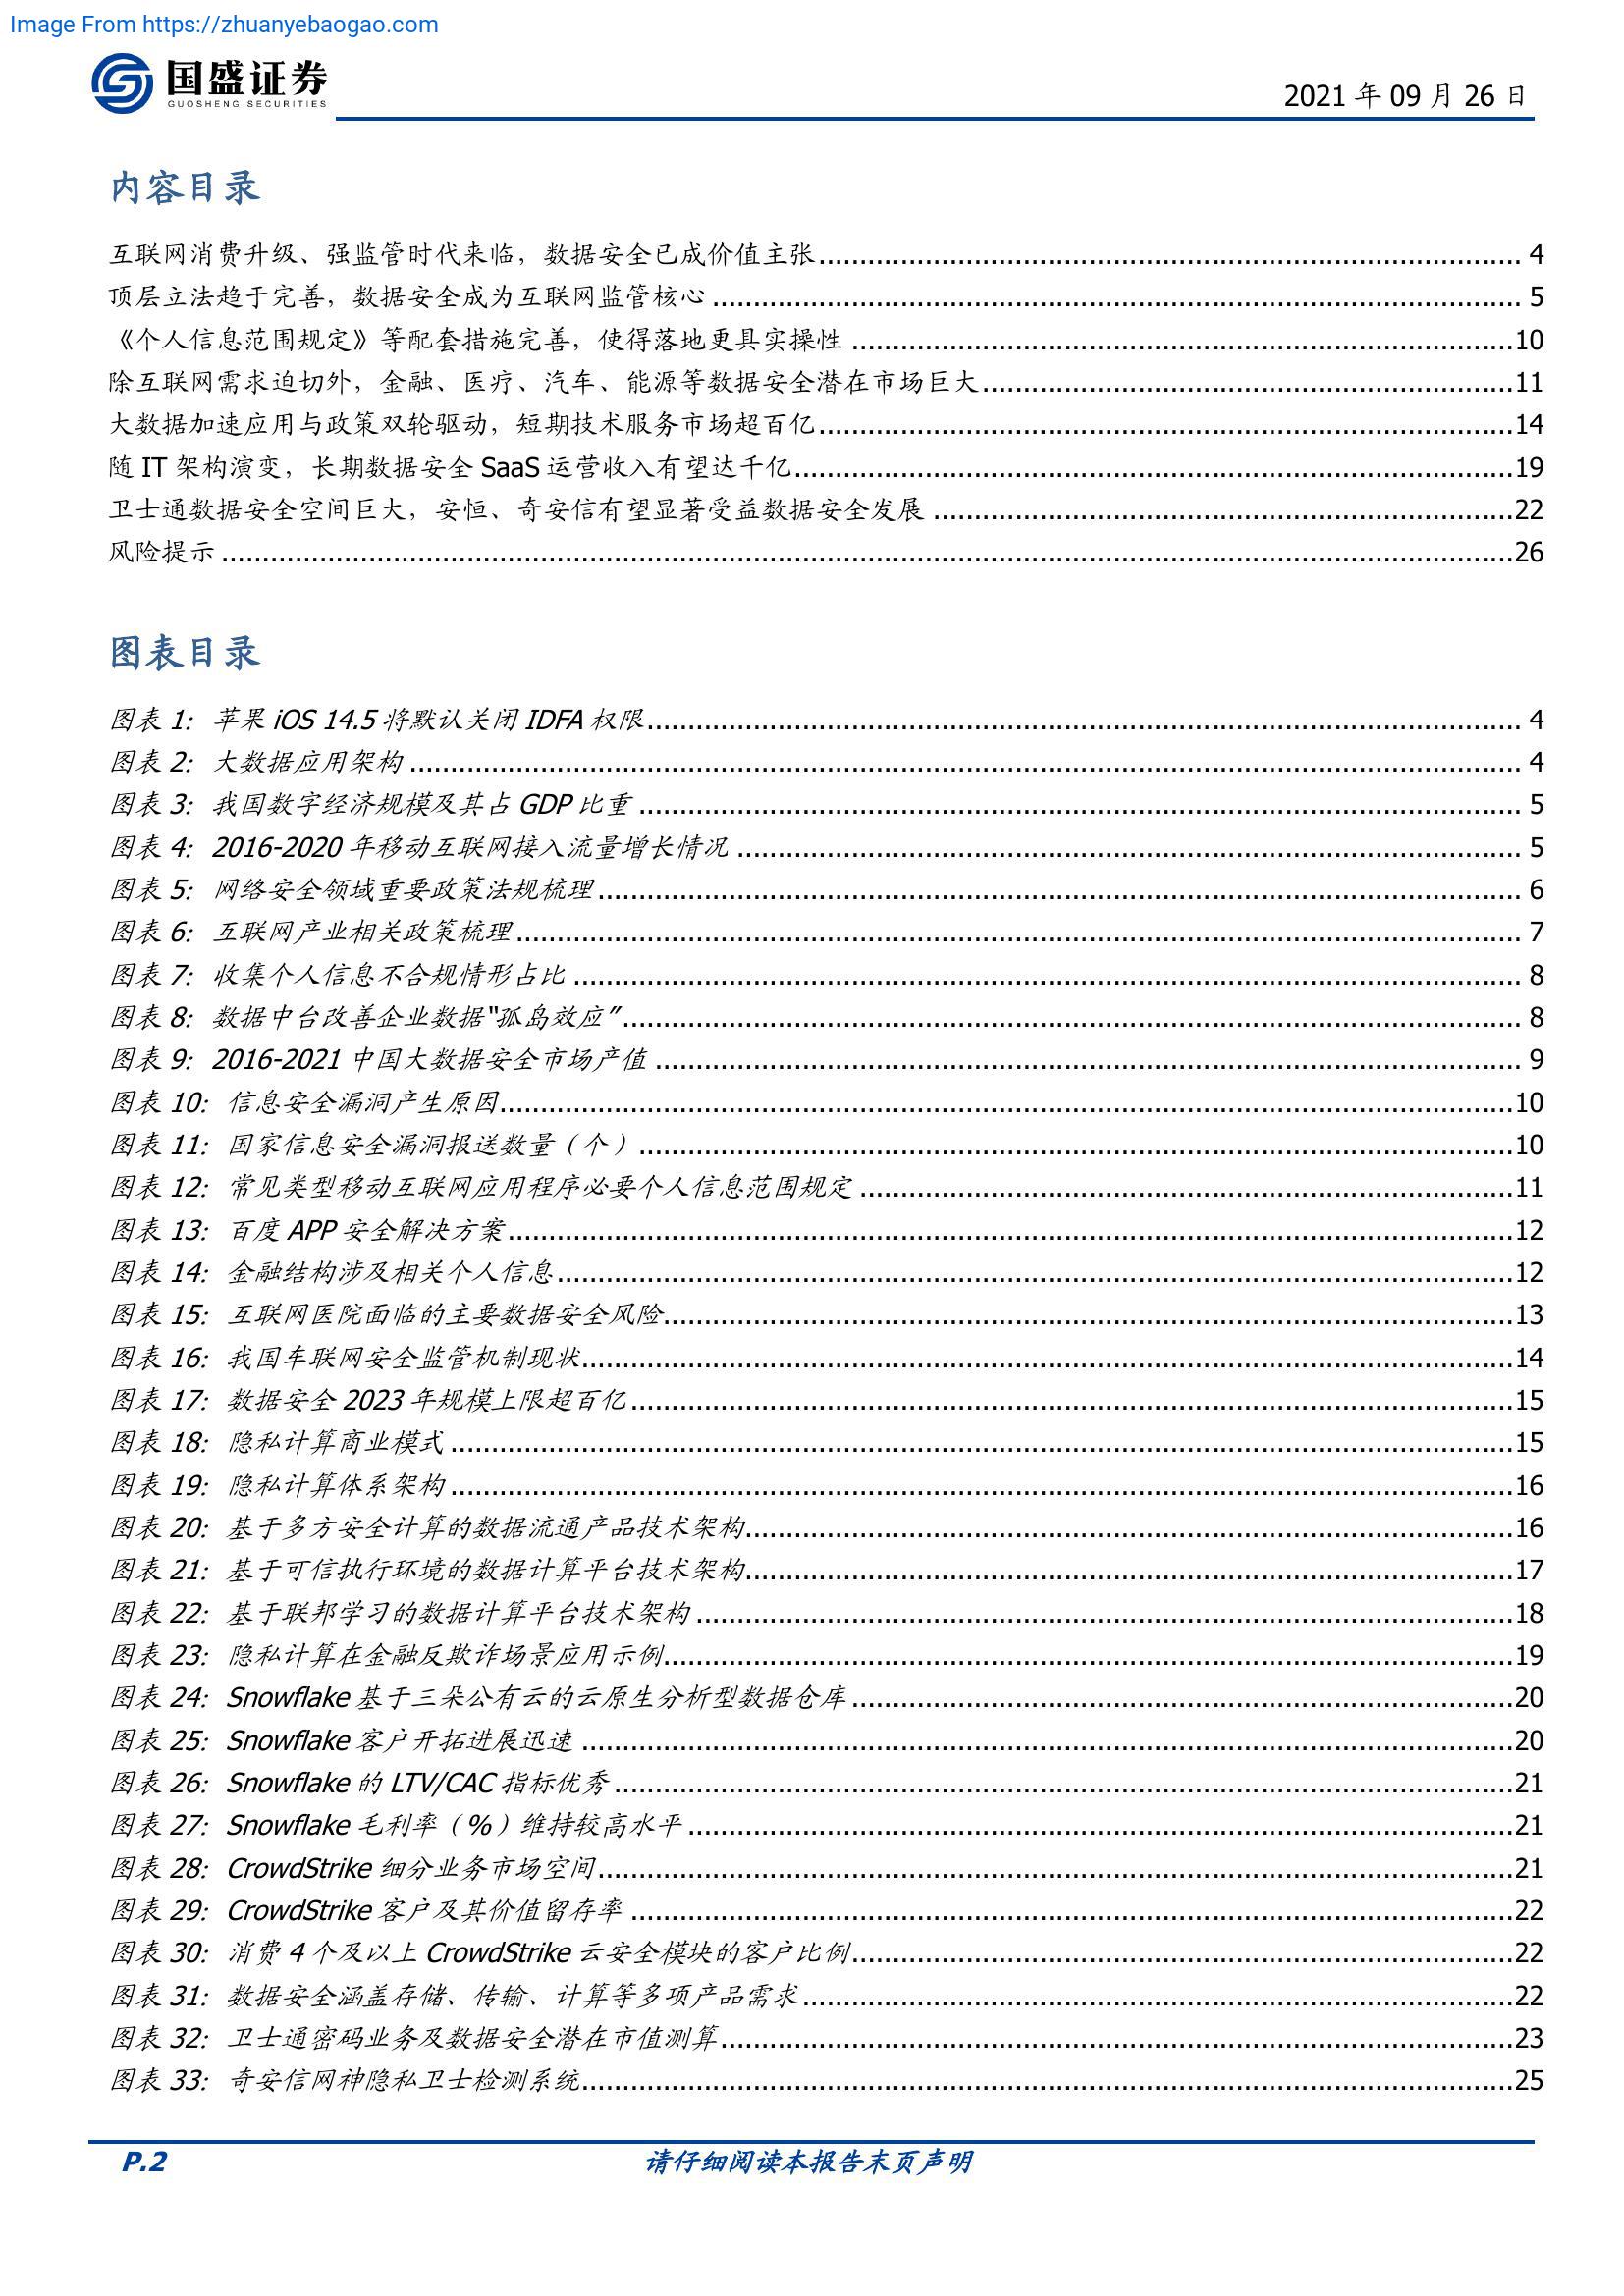 Image From https://zhuanyebaogao.com
国盛证券
GUOSHENG SECURITIES
2021 年 09 月 26 日
内容目录
互联网消费升级、强监管时代来临，数据安全已成价值主张 4
顶层立法趋于完善，数据安全成为互联网监管核心 5
《个人信息范围规定》等配套措施完善，使得落地更具实操性 10
除互联网需求迫切外，金融、医疗、汽车、能源等数据安全潜在市场巨大 11
大数据加速应用与政策双轮驱动，短期技术服务市场超百亿 14
随 IT 架构演变，长期数据安全 SaaS 运营收入有望达千亿 19
卫士通数据安全空间巨大，安恒、奇安信有望显著受益数据安全发展 22
风险提示 26
图表目录
图表 1: 苹果 iOS 14.5 将默认关闭 IDFA 权限 4
图表 2: 大数据应用架构 4
图表 3: 我国数字经济规模及其占 GDP 比重 5
图表 4: 2016-2020 年移动互联网接入流量增长情况 5
图表 5: 网络安全领域重要政策法规梳理 6
图表 6: 互联网产业相关政策梳理 7
图表 7: 收集个人信息不合规情形占比 8
图表 8: 数据中台改善企业数据“孤岛效应” 8
图表 9: 2016-2021 中国大数据安全市场产值 9
图表 10: 信息安全漏洞产生原因 10
图表 11: 国家信息安全漏洞报送数量（个） 10
图表 12: 常见类型移动互联网应用程序必要个人信息范围规定 11
图表 13: 百度 APP 安全解决方案 12
图表 14: 金融结构涉及相关个人信息 12
图表 15: 互联网医院面临的主要数据安全风险 13
图表 16: 我国车联网安全监管机制现状 14
图表 17: 数据安全 2023 年规模上限超百亿 15
图表 18: 隐私计算商业模式 15
图表 19: 隐私计算体系架构 16
图表 20: 基于多方安全计算的数据流通产品技术架构 16
图表 21: 基于可信执行环境的数据计算平台技术架构 17
图表 22: 基于联邦学习的数据计算平台技术架构 18
图表 23: 隐私计算在金融反欺诈场景应用示例 19
图表 24: Snowflake 基于三朵公有云的云原生分析型数据仓库 20
图表 25: Snowflake 客户开拓进展迅速 20
图表 26: Snowflake 的 LTV/CAC 指标优秀 21
图表 27: Snowflake 毛利率（%）维持较高水平 21
图表 28: CrowdStrike 细分业务市场空间 21
图表 29: CrowdStrike 客户及其价值留存率 22
图表 30: 消费 4 个及以上 CrowdStrike 云安全模块的客户比例 22
图表 31: 数据安全涵盖存储、传输、计算等多项产品需求 22
图表 32: 卫士通密码业务及数据安全潜在市值测算 23
图表 33: 奇安信网神隐私卫士检测系统 25
P.2
请仔细阅读本报告末页声明